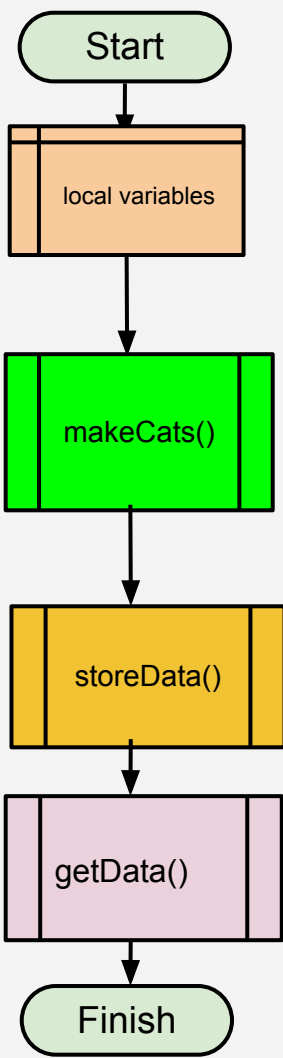 Start
local variables
makeCats()
storeData()
getData()
Finish